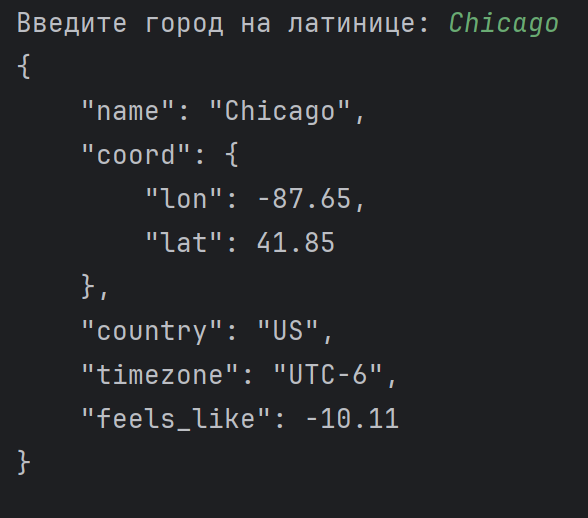 Введите город на латинице: Chicago
{
    "name": "Chicago",
    "coord": {
        "lon": -87.65,
        "lat": 41.85
    },
    "country": "US",
    "timezone": "UTC-6",
    "feels_like": -10.11
}